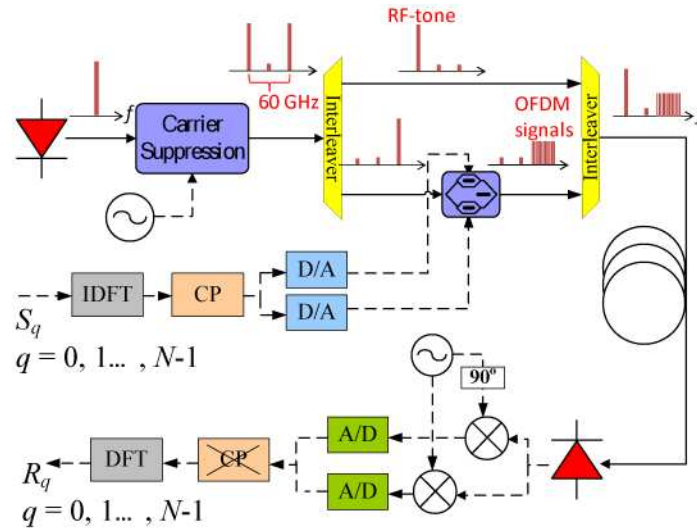 RF-tone
60 GHz
f
Carrier
Suppression
Interleaver
OFDM
signals
Interleaver
D/A
IDFT
CP
D/A
S_q
q = 0, 1... , N-1
90°
A/D
DFT
CP
A/D
R_q
q = 0, 1... , N-1